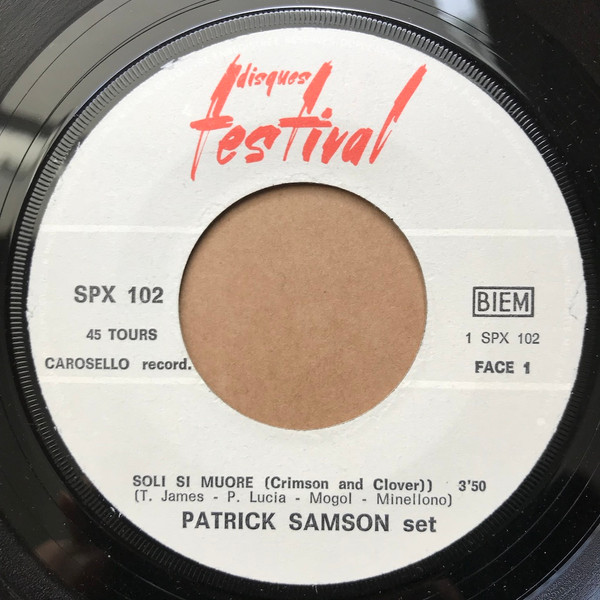 disques
festival
SPX 102
45 TOURS
CAROSELLO record.
BIEM
1 SPX 102
FACE 1
SOLI SI MUORE (Crimson and Clover)) 3'50
(T. James - P. Lucia - Mogol - Minellono)
PATRICK SAMSON set